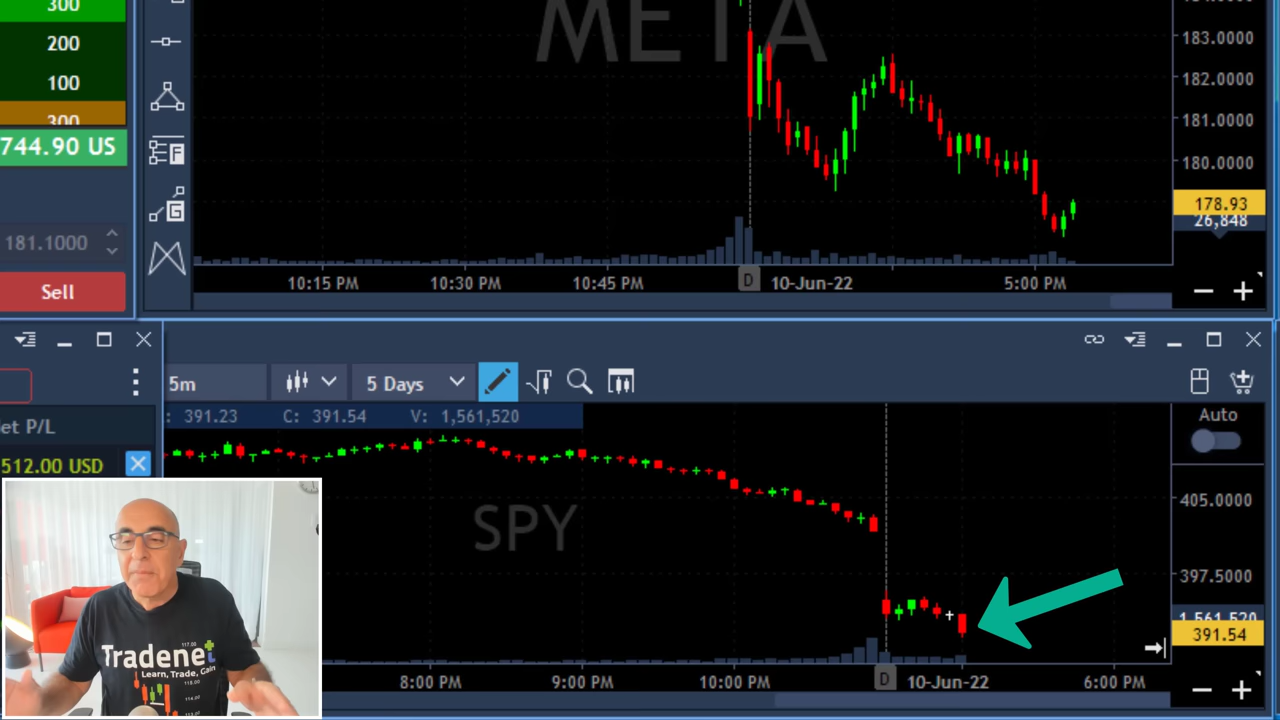 300
200
100
300
744.90 US
181.1000
Sell
META
183.0000
182.0000
181.0000
180.0000
178.93
26,848
F
G
10:15 PM
10:30 PM
10:45 PM
D
10-Jun-22
5:00 PM
et P/L
512.00 USD
5m
5 Days
: 391.23 C: 391.54 V: 1,561,520
Auto
SPY
405.0000
397.5000
1,561,520
391.54
8:00 PM
9:00 PM
10:00 PM
D
10-Jun-22
6:00 PM
Tradenet
Learn, Trade, Gain